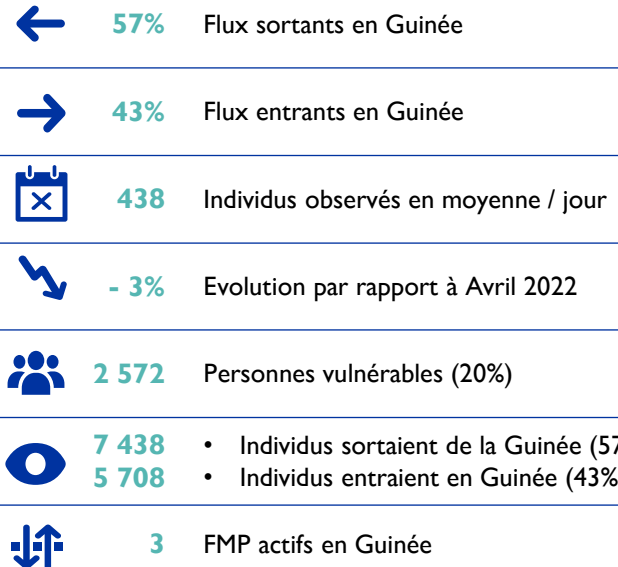 57% Flux sortants en Guinée
43% Flux entrants en Guinée
438 Individus observés en moyenne / jour
- 3% Evolution par rapport à Avril 2022
2 572 Personnes vulnérables (20%)
7 438 • Individus sortaient de la Guinée (57
5 708 • Individus entraient en Guinée (43%
3 FMP actifs en Guinée